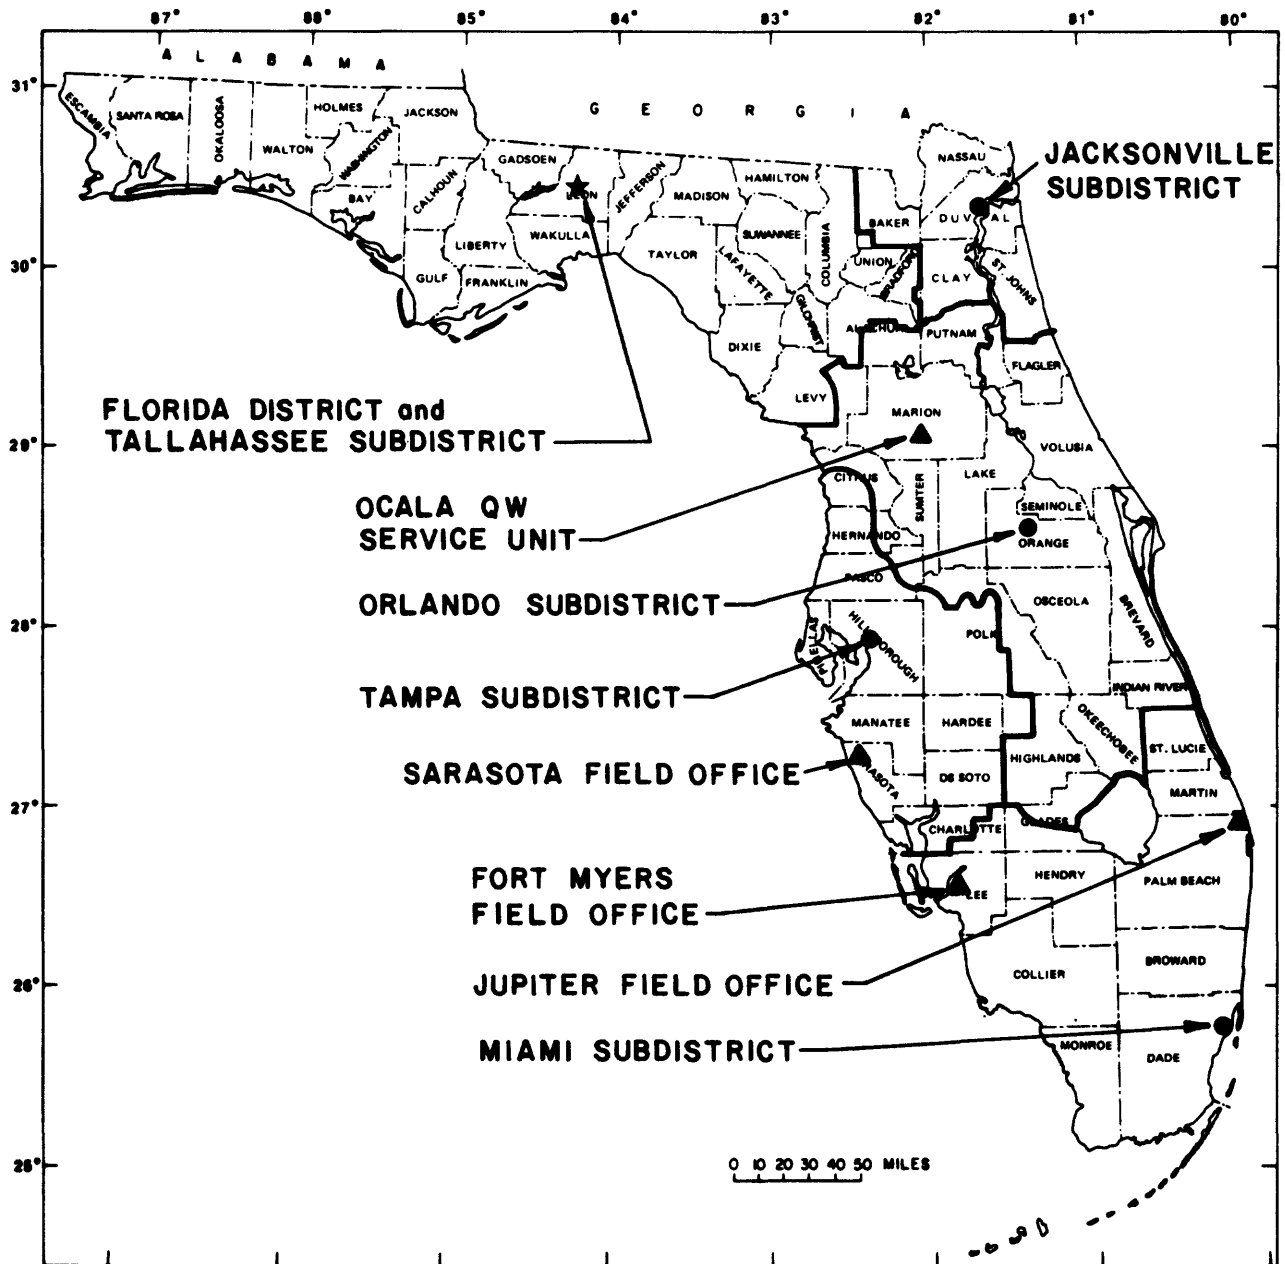 87° 86° 85° 84° 83° 82° 81° 80°
ALABAMA
31°
GEORGIA
ESCAMBIA
SANTA ROSA
OKALOOSA
WALTON
HOLMES
WASHINGTON
JACKSON
BAY
CALHOUN
GULF
LIBERTY
FRANKLIN
GADSDEN
LEON
WAKULLA
JEFFERSON
MADISON
TAYLOR
HAMILTON
SUWANNEE
LAFAYETTE
COLUMBIA
DIXIE
GILCHRIST
LEVY
BAKER
UNION
BRADFORD
ALACHUA
NASSAU
DUVAL
CLAY
ST. JOHNS
PUTNAM
FLAGLER
JACKSONVILLE
SUBDISTRICT
30°
FLORIDA DISTRICT and
TALLAHASSEE SUBDISTRICT
29°
MARION
VOLUSIA
CITRUS
SUMTER
LAKE
SEMINOLE
HERNANDO
ORANGE
OCALA QW
SERVICE UNIT
PASCO
OSCEOLA
BREVARD
ORLANDO SUBDISTRICT
28°
PINELLAS
HILLSBOROUGH
POLK
TAMPA SUBDISTRICT
INDIAN RIVER
MANATEE
HARDEE
OKEECHOBEE
ST. LUCIE
HIGHLANDS
SARASOTA FIELD OFFICE
SARASOTA
DE SOTO
MARTIN
27°
CHARLOTTE
GLADES
FORT MYERS
FIELD OFFICE
LEE
HENDRY
PALM BEACH
26°
JUPITER FIELD OFFICE
COLLIER
BROWARD
MIAMI SUBDISTRICT
MONROE
DADE
25°
0 10 20 30 40 50 MILES